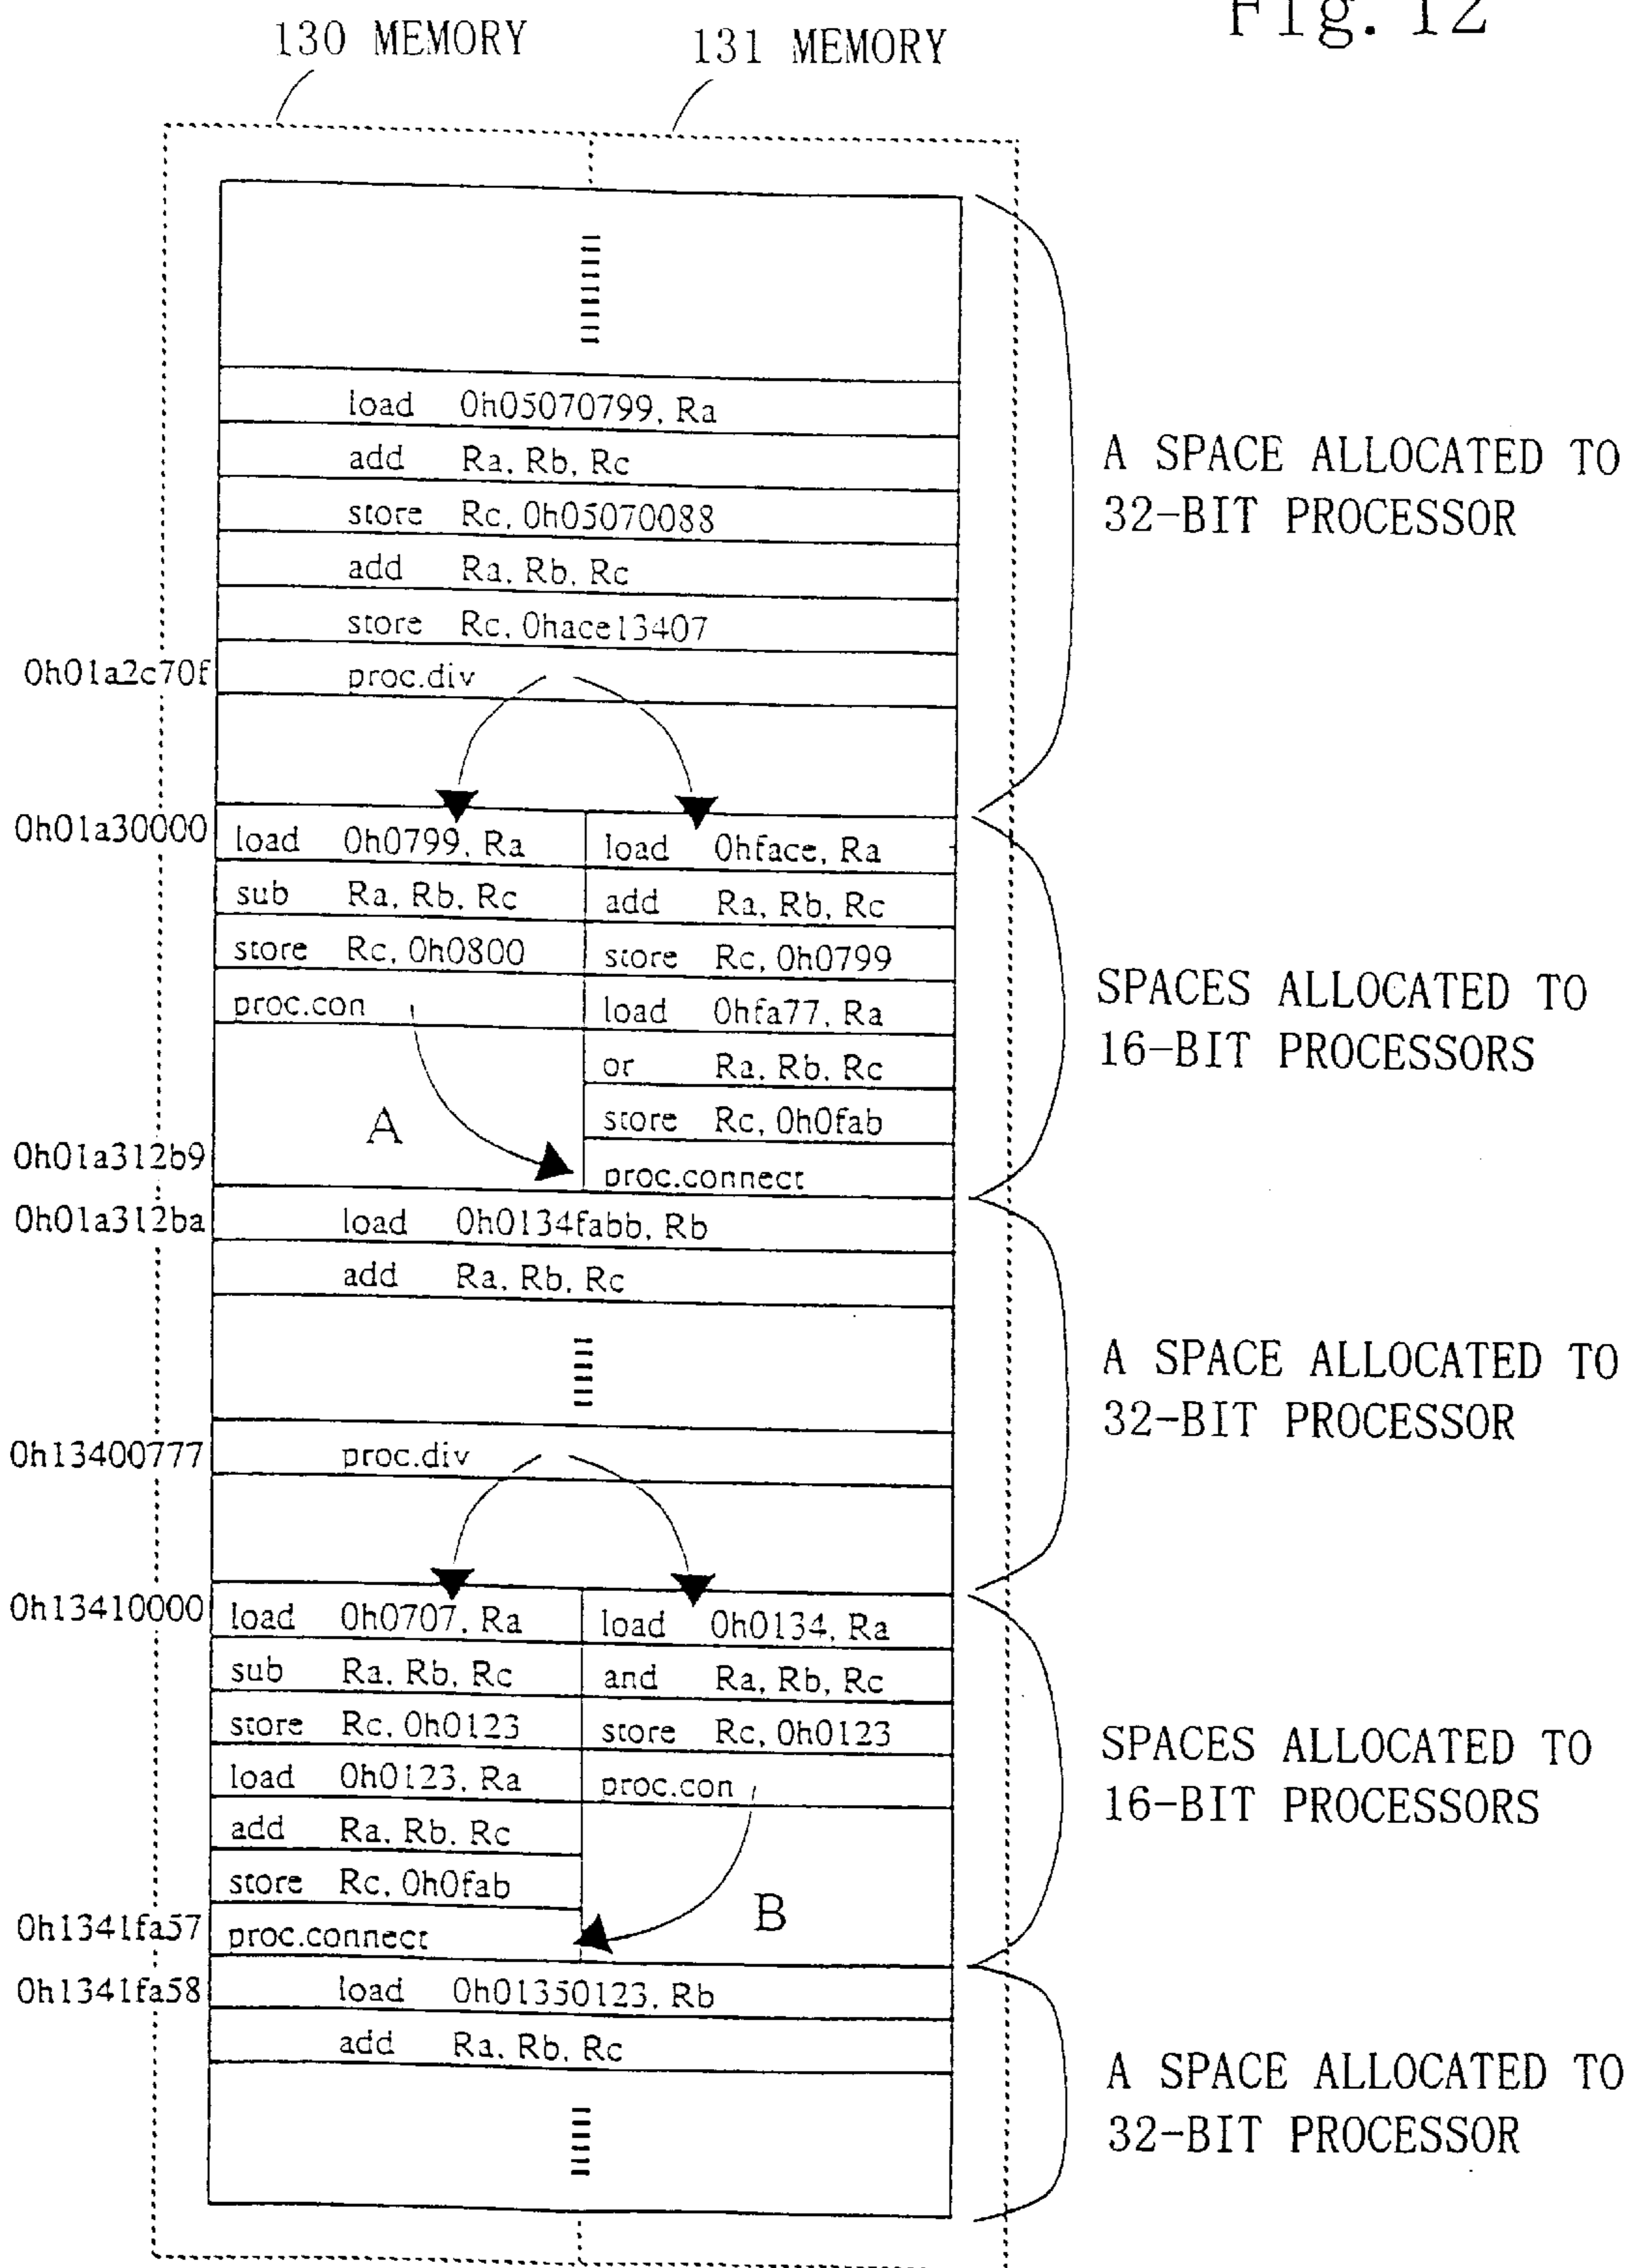 Fig. 12
130 MEMORY
131 MEMORY
load 0h05070799, Ra
add Ra, Rb, Rc
store Rc, 0h05070088
add Ra, Rb, Rc
store Rc, 0hace13407
0h01a2c70f proc.div
A SPACE ALLOCATED TO
32-BIT PROCESSOR
0h01a30000 load 0h0799, Ra load 0hface, Ra
sub Ra, Rb, Rc add Ra, Rb, Rc
store Rc, 0h0800 store Rc, 0h0799
proc.con load 0hfa77, Ra
or Ra, Rb, Rc
A store Rc, 0h0fab
0h01a312b9 proc.connect
SPACES ALLOCATED TO
16-BIT PROCESSORS
0h01a312ba load 0h0134fabb, Rb
add Ra, Rb, Rc
0h13400777 proc.div
A SPACE ALLOCATED TO
32-BIT PROCESSOR
0h13410000 load 0h0707, Ra load 0h0134, Ra
sub Ra, Rb, Rc and Ra, Rb, Rc
store Rc, 0h0123 store Rc, 0h0123
load 0h0123, Ra proc.con
add Ra, Rb, Rc
store Rc, 0h0fab B
0h1341fa57 proc.connect
SPACES ALLOCATED TO
16-BIT PROCESSORS
0h1341fa58 load 0h01350123, Rb
add Ra, Rb, Rc
A SPACE ALLOCATED TO
32-BIT PROCESSOR